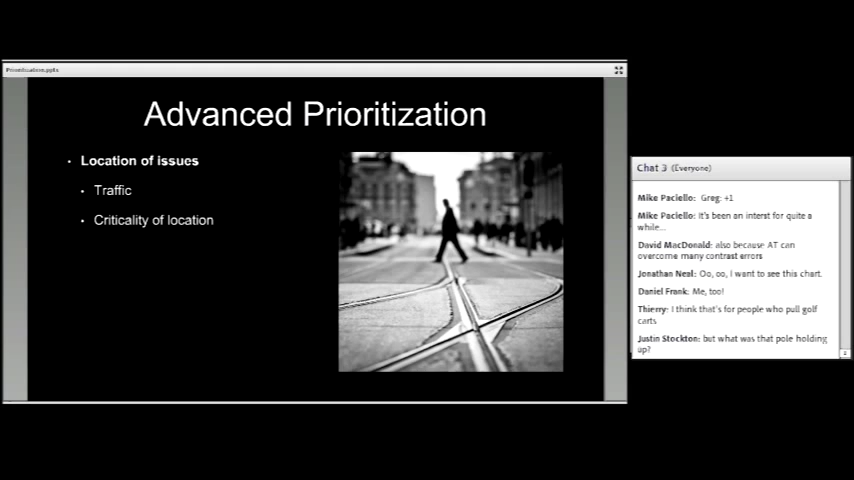 Prioritization.pptx
Advanced Prioritization
• Location of issues
• Traffic
• Criticality of location
Chat 3 (Everyone)
Mike Paciello: Greg: +1
Mike Paciello: It's been an interst for quite a
while...
David MacDonald: also because AT can
overcome many contrast errors
Jonathan Neal: Oo, oo, I want to see this chart.
Daniel Frank: Me, too!
Thierry: I think that's for people who pull golf
carts
Justin Stockton: but what was that pole holding
up?